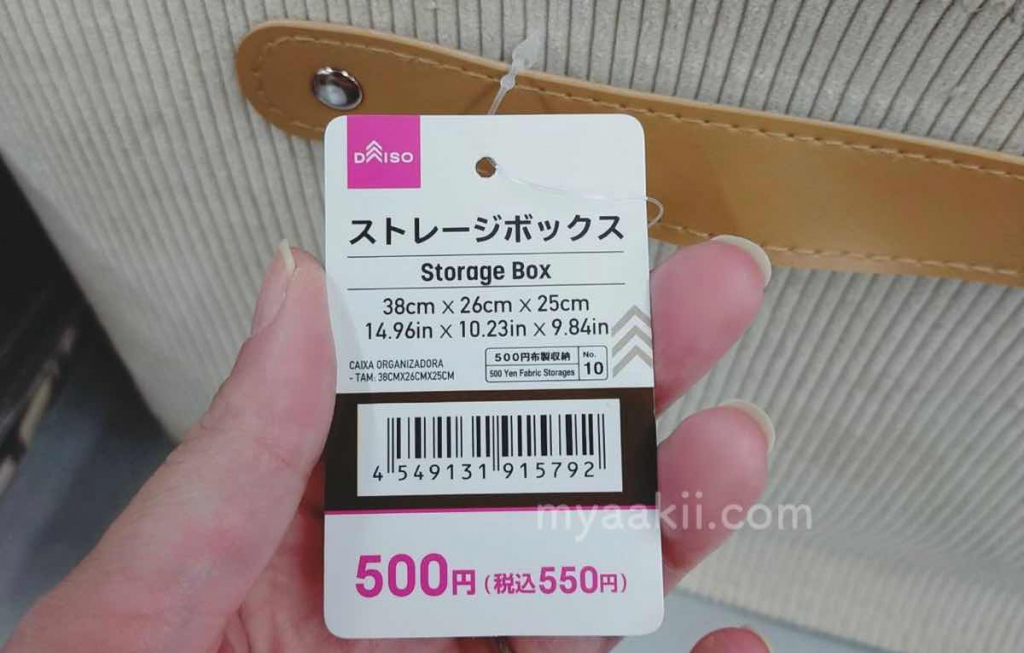 DAISO
ストレージボックス
Storage Box
38cm × 26cm × 25cm
14.96in × 10.23in × 9.84in
CAIXA ORGANIZADORA
- TAM: 38CMX26CMX25CM
500円布製収納 No.
500 Yen Fabric Storages 10
4 549131 915792
myaakii.com
500円(税込550円)